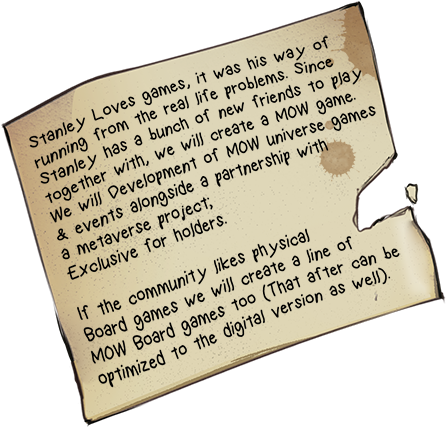 Stanley Loves games, it was his way of
running from the real life problems. Since
Stanley has a bunch of new friends to play
together with, we will create a MOW game.
We will Development of MOW universe games
& events alongside a partnership with
a metaverse project;
Exclusive for holders.
If the community likes physical
Board games we will create a line of
MOW Board games too (That after can be
optimized to the digital version as well).